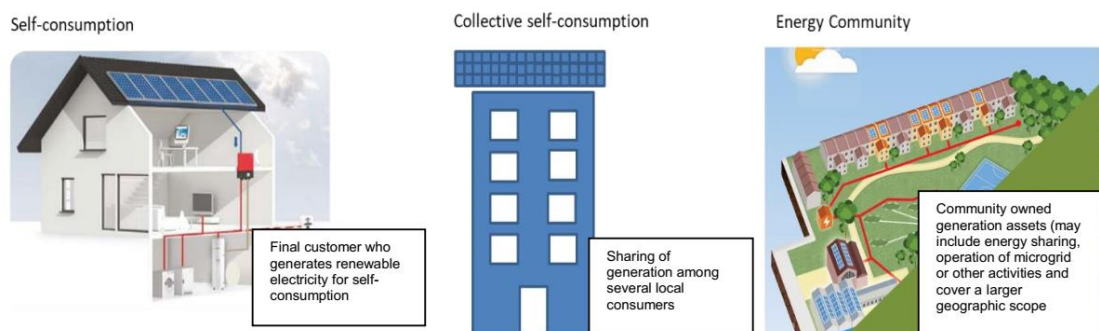 Self-consumption
Final customer who
generates renewable
electricity for self-
consumption
Collective self-consumption
Sharing of
generation among
several local
consumers
Energy Community
Community owned
generation assets (may
include energy sharing,
operation of microgrid
or other activities and
cover a larger
geographic scope